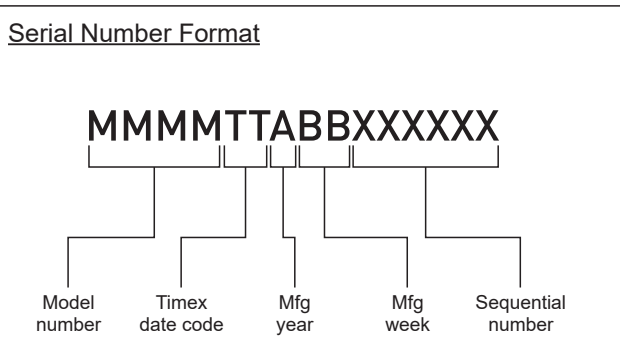 Serial Number Format
MMMMTTABBXXXXXX
Model number
Timex date code
Mfg year
Mfg week
Sequential number